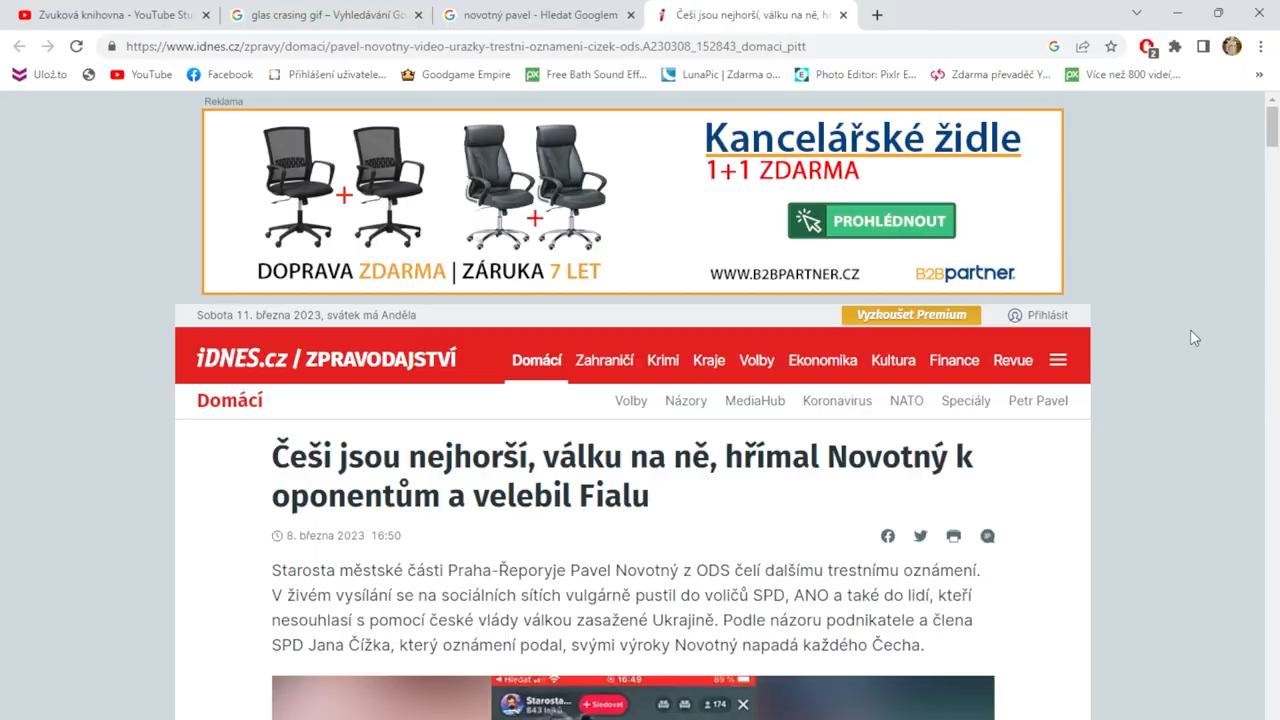 Zvuková knihovna - YouTube Stu
glas crasing gif – Vyhledávání Go
novotný pavel - Hledat Googlem
Češi jsou nejhorší, válku na ně, h
https://www.idnes.cz/zpravy/domaci/pavel-novotny-video-urazky-trestni-oznameni-cizek-ods.A230308_152843_domaci_pitt
2
Ulož.to
YouTube
Facebook
Přihlášení uživatele...
Goodgame Empire
Free Bath Sound Eff...
LunaPic | Zdarma o...
Photo Editor: Pixlr E...
Zdarma převaděč Y...
Více než 800 videí,...
»
Reklama
Kancelářské židle
1+1 ZDARMA
PROHLÉDNOUT
DOPRAVA ZDARMA | ZÁRUKA 7 LET
WWW.B2BPARTNER.CZ
B2Bpartner.
Sobota 11. března 2023, svátek má Anděla
Vyzkoušet Premium
Přihlásit
iDNES.cz / ZPRAVODAJSTVÍ
Domácí Zahraničí Krimi Kraje Volby Ekonomika Kultura Finance Revue
Domácí
Volby Názory MediaHub Koronavirus NATO Speciály Petr Pavel
Češi jsou nejhorší, válku na ně, hřímal Novotný k
oponentům a velebil Fialu
8. března 2023 16:50
Starosta městské části Praha-Řeporyje Pavel Novotný z ODS čelí dalšímu trestnímu oznámení.
V živém vysílání se na sociálních sítích vulgárně pustil do voličů SPD, ANO a také do lidí, kteří
nesouhlasí s pomocí české vlády válkou zasažené Ukrajině. Podle názoru podnikatele a člena
SPD Jana Čížka, který oznámení podal, svými výroky Novotný napadá každého Čecha.
Hledat 16:49 89 %
Starosta...
843 lajků
+ Sledovat
174